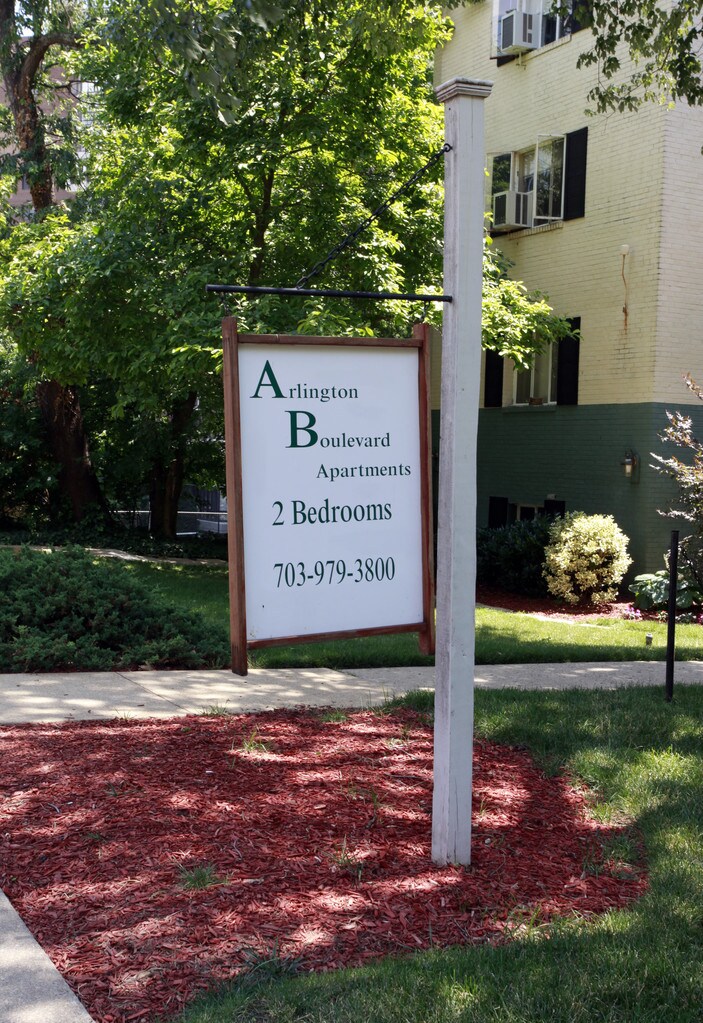 Arlington
Boulevard
Apartments
2 Bedrooms
703-979-3800